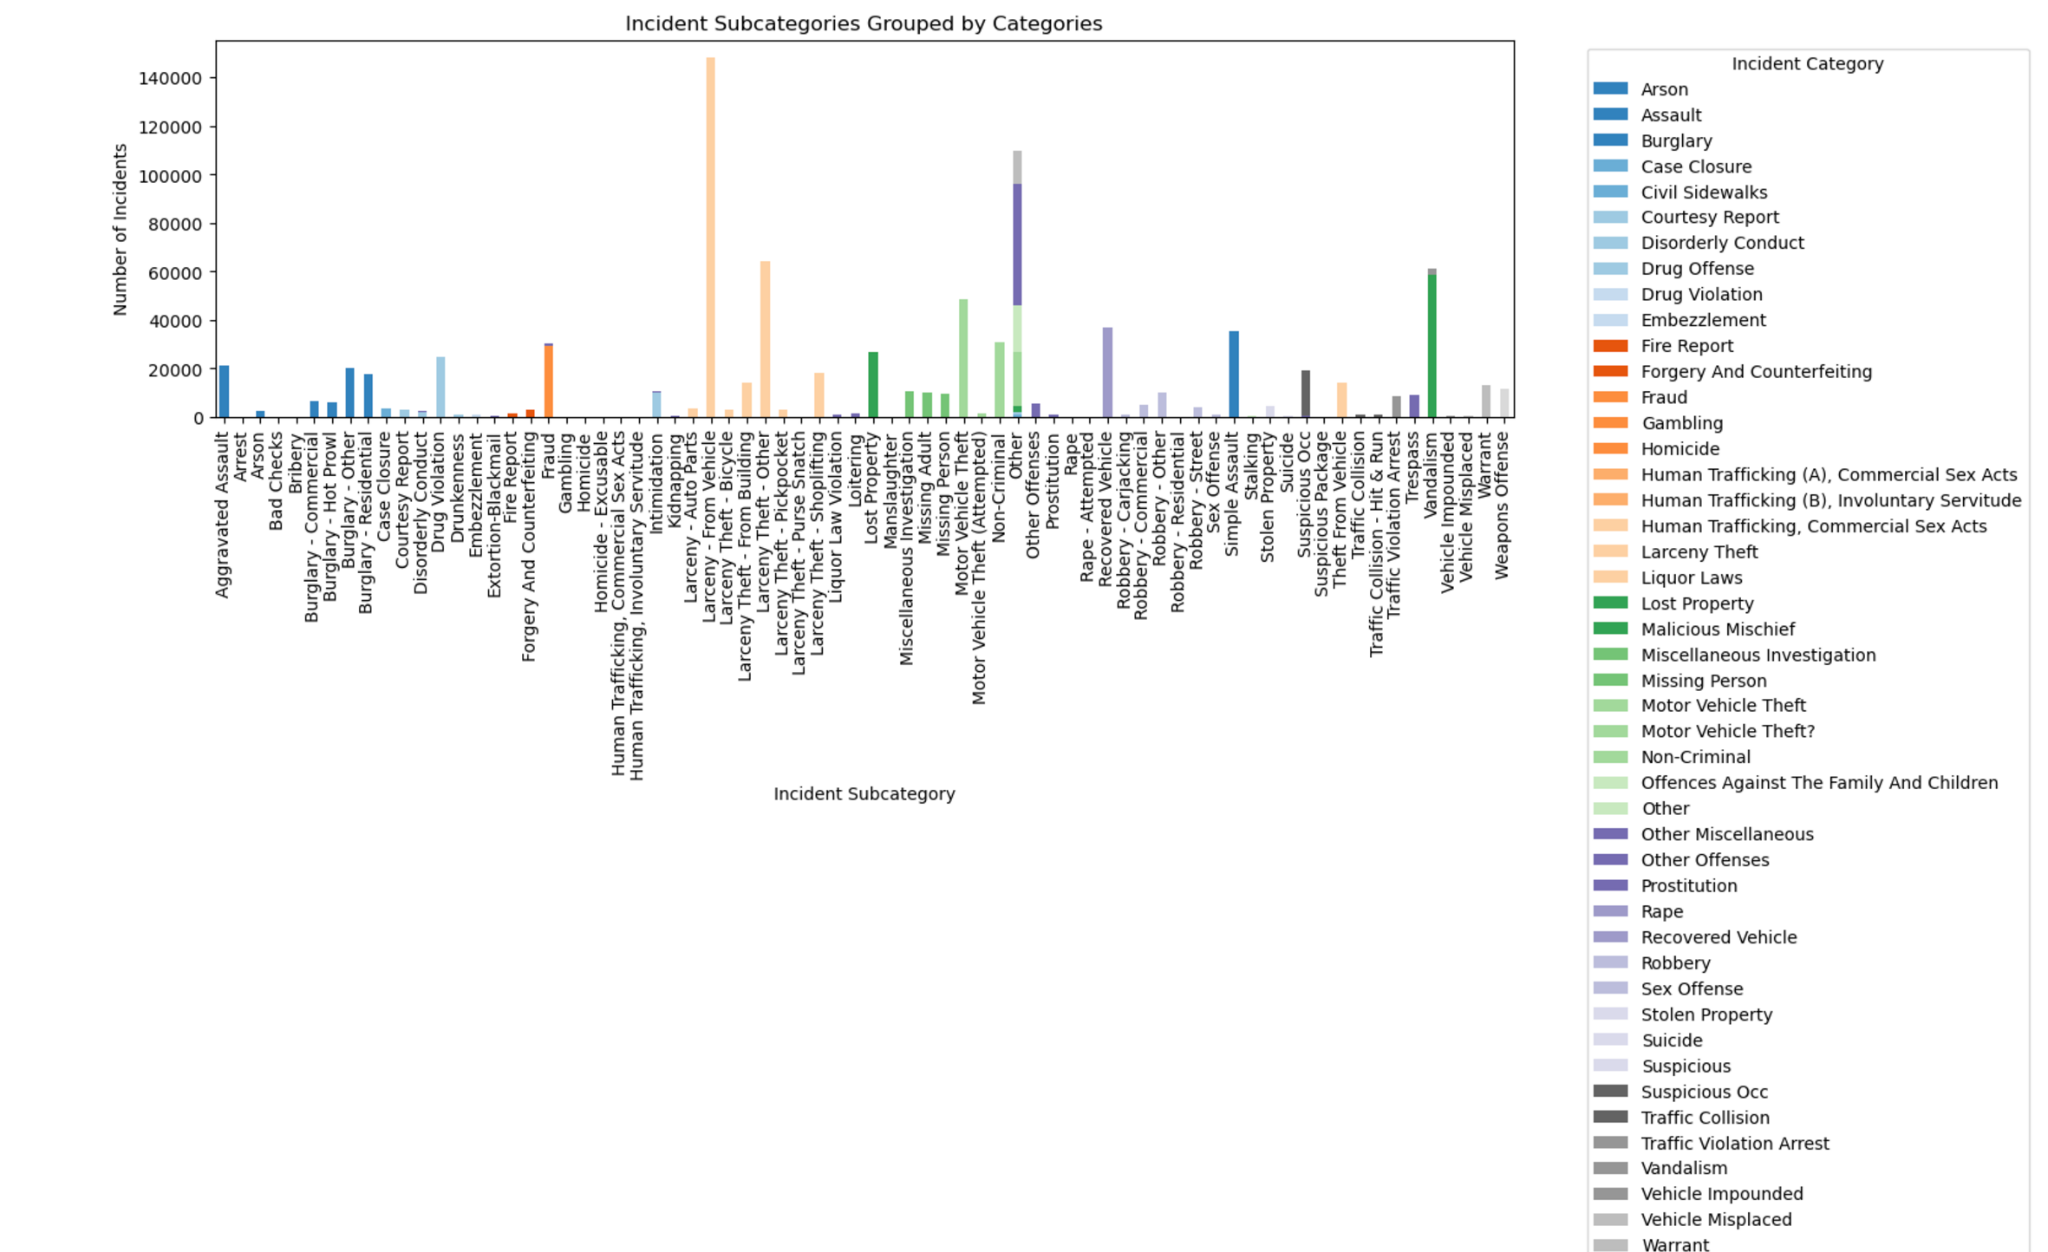 Incident Subcategories Grouped by Categories
Number of Incidents
140000
120000
100000
80000
60000
40000
20000
0
Aggravated Assault
Arrest
Arson
Bad Checks
Bribery
Burglary - Commercial
Burglary - Hot Prowl
Burglary - Other
Burglary - Residential
Case Closure
Courtesy Report
Disorderly Conduct
Drug Violation
Drunkenness
Embezzlement
Extortion-Blackmail
Fire Report
Forgery And Counterfeiting
Fraud
Gambling
Homicide
Homicide - Excusable
Human Trafficking, Commercial Sex Acts
Human Trafficking, Involuntary Servitude
Intimidation
Kidnapping
Larceny - Auto Parts
Larceny - From Vehicle
Larceny Theft - Bicycle
Larceny Theft - From Building
Larceny Theft - Other
Larceny Theft - Pickpocket
Larceny Theft - Purse Snatch
Larceny Theft - Shoplifting
Liquor Law Violation
Loitering
Lost Property
Manslaughter
Miscellaneous Investigation
Missing Adult
Missing Person
Motor Vehicle Theft
Motor Vehicle Theft (Attempted)
Non-Criminal
Other
Other Offenses
Prostitution
Rape
Rape - Attempted
Recovered Vehicle
Robbery - Carjacking
Robbery - Commercial
Robbery - Other
Robbery - Residential
Robbery - Street
Sex Offense
Simple Assault
Stalking
Stolen Property
Suicide
Suspicious Occ
Suspicious Package
Theft From Vehicle
Traffic Collision
Traffic Collision - Hit & Run
Traffic Violation Arrest
Trespass
Vandalism
Vehicle Impounded
Vehicle Misplaced
Warrant
Weapons Offense
Incident Subcategory
Incident Category
Arson
Assault
Burglary
Case Closure
Civil Sidewalks
Courtesy Report
Disorderly Conduct
Drug Offense
Drug Violation
Embezzlement
Fire Report
Forgery And Counterfeiting
Fraud
Gambling
Homicide
Human Trafficking (A), Commercial Sex Acts
Human Trafficking (B), Involuntary Servitude
Human Trafficking, Commercial Sex Acts
Larceny Theft
Liquor Laws
Lost Property
Malicious Mischief
Miscellaneous Investigation
Missing Person
Motor Vehicle Theft
Motor Vehicle Theft?
Non-Criminal
Offences Against The Family And Children
Other
Other Miscellaneous
Other Offenses
Prostitution
Rape
Recovered Vehicle
Robbery
Sex Offense
Stolen Property
Suicide
Suspicious
Suspicious Occ
Traffic Collision
Traffic Violation Arrest
Vandalism
Vehicle Impounded
Vehicle Misplaced
Warrant